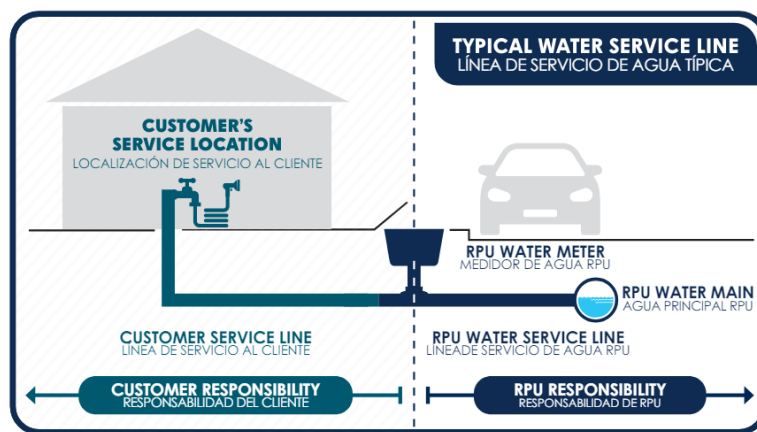 TYPICAL WATER SERVICE LINE
LÍNEA DE SERVICIO DE AGUA TÍPICA
CUSTOMER'S
SERVICE LOCATION
LOCALIZACIÓN DE SERVICIO AL CLIENTE
RPU WATER METER
MEDIDOR DE AGUA RPU
RPU WATER MAIN
AGUA PRINCIPAL RPU
CUSTOMER SERVICE LINE
LINEA DE SERVICIO AL CLIENTE
RPU WATER SERVICE LINE
LINEADE SERVICIO DE AGUA RPU
CUSTOMER RESPONSIBILITY
RESPONSABILIDAD DEL CLIENTE
RPU RESPONSIBILITY
RESPONSABILIDAD DE RPU